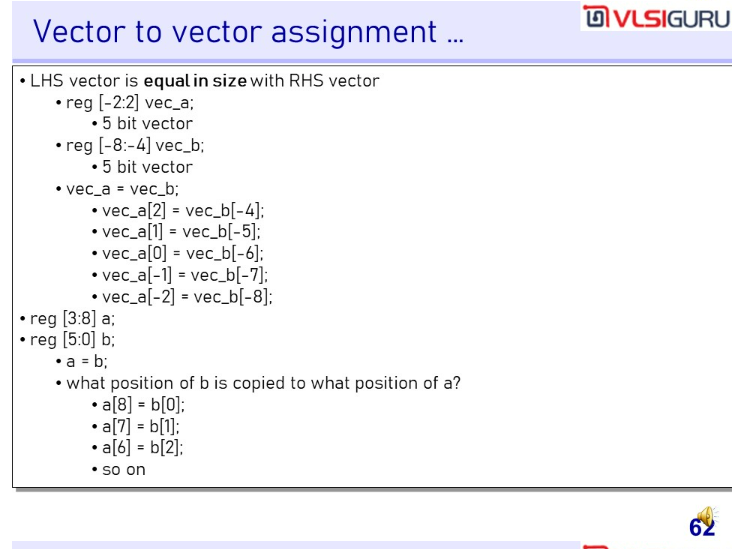 Vector to vector assignment ...
VLSIGURU
• LHS vector is equal in size with RHS vector
• reg [-2:2] vec_a;
• 5 bit vector
• reg [-8:-4] vec_b;
• 5 bit vector
• vec_a = vec_b;
• vec_a[2] = vec_b[-4];
• vec_a[1] = vec_b[-5];
• vec_a[0] = vec_b[-6];
• vec_a[-1] = vec_b[-7];
• vec_a[-2] = vec_b[-8];
• reg [3:8] a;
• reg [5:0] b;
• a = b;
• what position of b is copied to what position of a?
• a[8] = b[0];
• a[7] = b[1];
• a[6] = b[2];
• so on
62